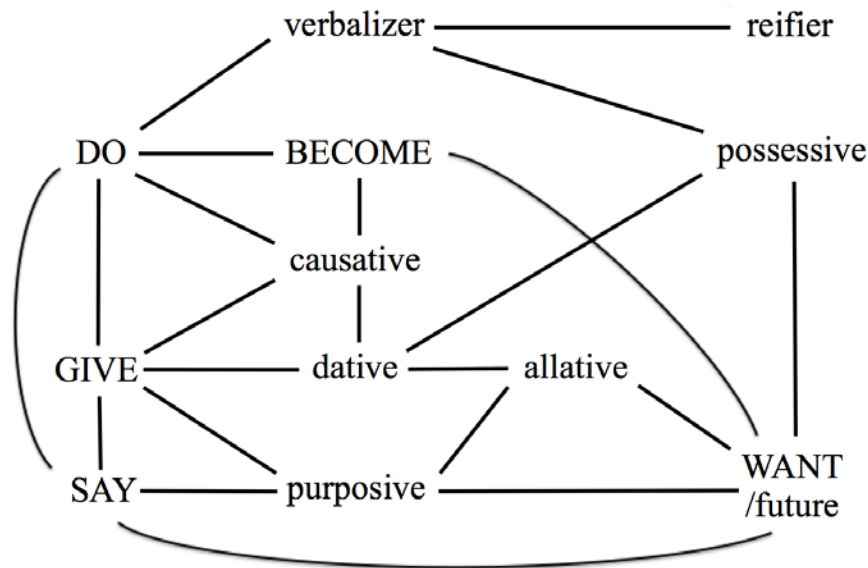 verbalizer reifier
DO BECOME possessive
causative
GIVE dative allative
SAY purposive WANT
/future